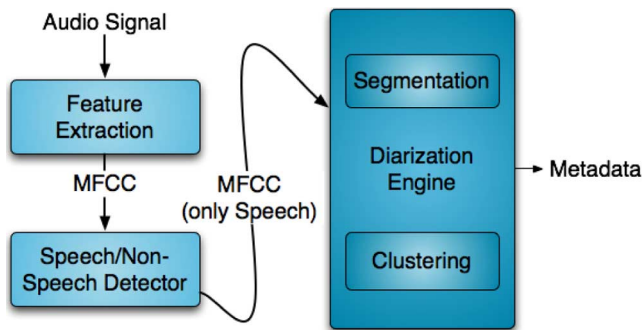 Audio Signal
Feature
Extraction
MFCC
Speech/Non-
Speech Detector
MFCC
(only Speech)
Segmentation
Diarization
Engine
Clustering
Metadata